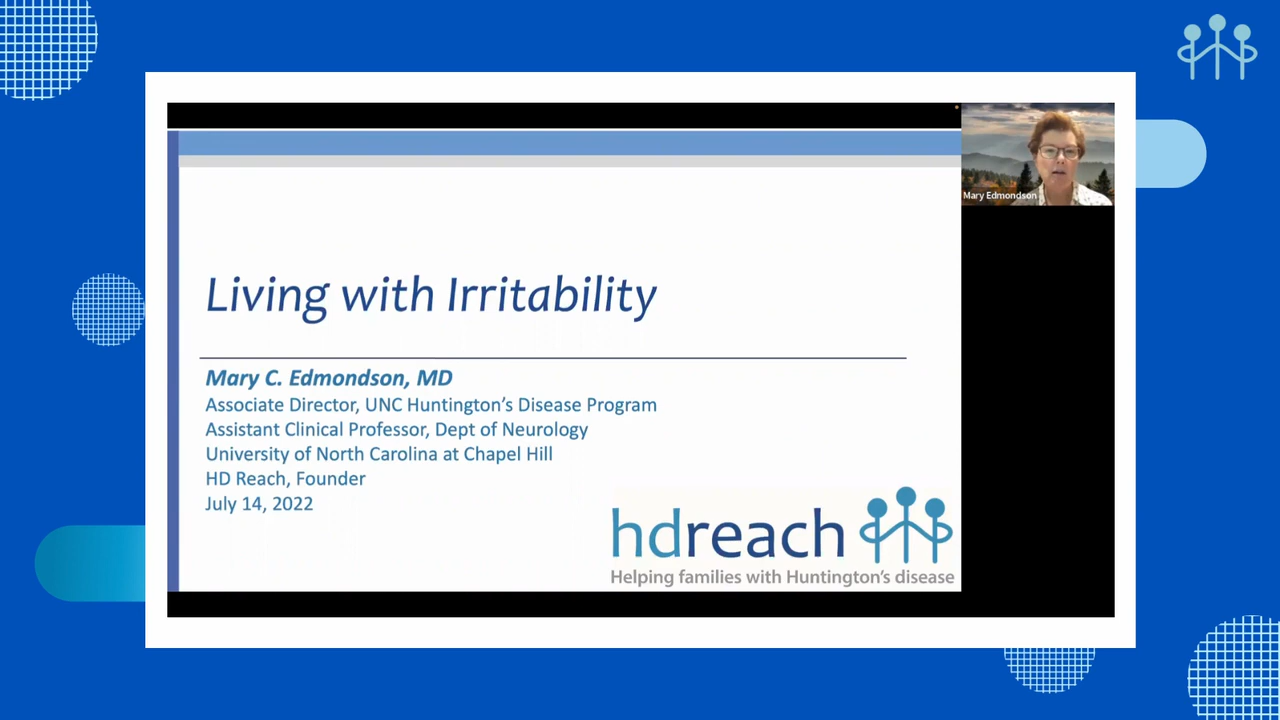 Living with Irritability
Mary C. Edmondson, MD
Associate Director, UNC Huntington's Disease Program
Assistant Clinical Professor, Dept of Neurology
University of North Carolina at Chapel Hill
HD Reach, Founder
July 14, 2022
hdreach
Helping families with Huntington's disease
Mary Edmondson